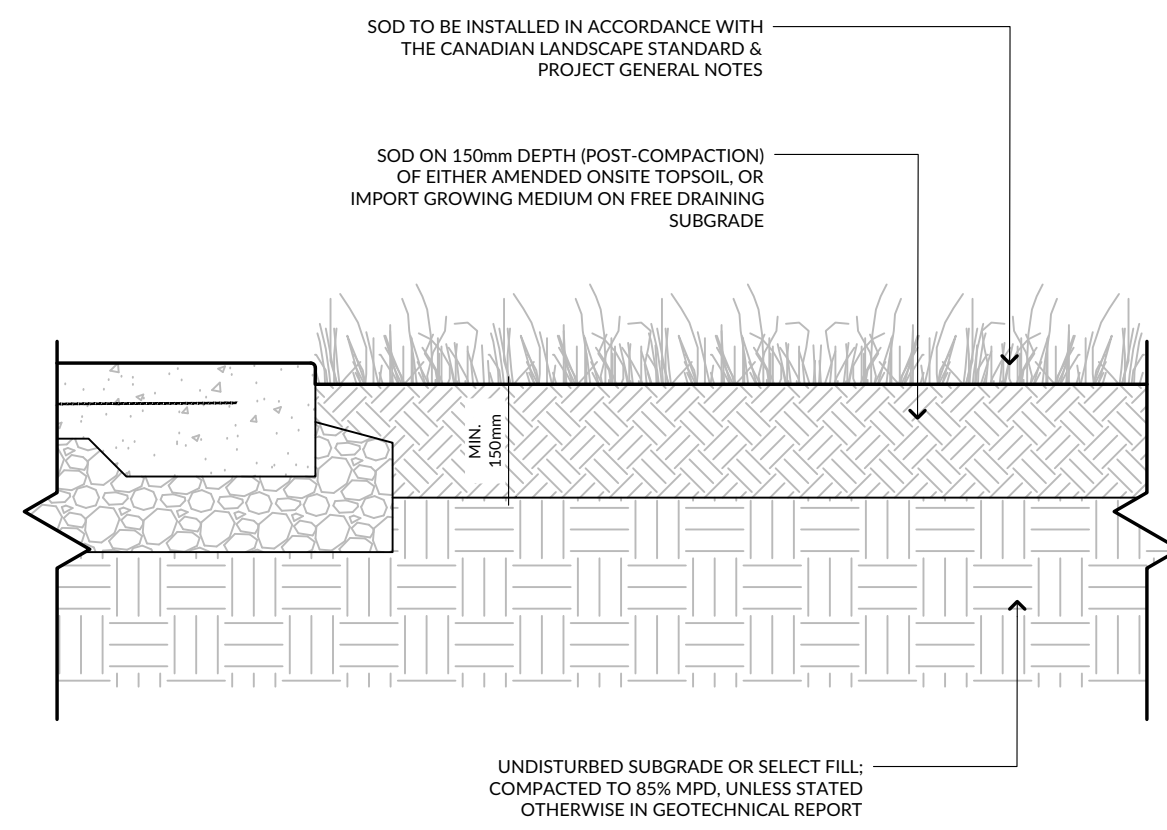 SOD TO BE INSTALLED IN ACCORDANCE WITH
THE CANADIAN LANDSCAPE STANDARD &
PROJECT GENERAL NOTES
SOD ON 150mm DEPTH (POST-COMPACTION)
OF EITHER AMENDED ONSITE TOPSOIL, OR
IMPORT GROWING MEDIUM ON FREE DRAINING
SUBGRADE
MIN.
150mm
UNDISTURBED SUBGRADE OR SELECT FILL;
COMPACTED TO 85% MPD, UNLESS STATED
OTHERWISE IN GEOTECHNICAL REPORT